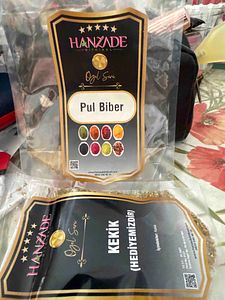 HANZADE
Özel Seri
Pul Biber
HANZADE
Özel Seri
KEKİK
(HEDİYEMİZDİR)